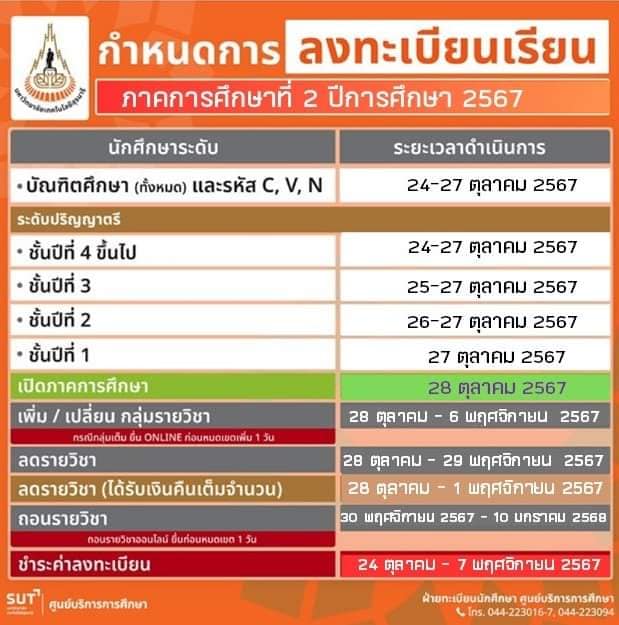 มหาวิทยาลัยเทคโนโลยีสุรนารี
กำหนดการ ลงทะเบียนเรียน
ภาคการศึกษาที่ 2 ปีการศึกษา 2567
นักศึกษาระดับ ระยะเวลาดำเนินการ
• บัณฑิตศึกษา (ทั้งหมด) และรหัส C, V, N 24-27 ตุลาคม 2567
ระดับปริญญาตรี
• ชั้นปีที่ 4 ขึ้นไป 24-27 ตุลาคม 2567
• ชั้นปีที่ 3 25-27 ตุลาคม 2567
• ชั้นปีที่ 2 26-27 ตุลาคม 2567
• ชั้นปีที่ 1 27 ตุลาคม 2567
เปิดภาคการศึกษา 28 ตุลาคม 2567
เพิ่ม / เปลี่ยน กลุ่มรายวิชา 28 ตุลาคม - 6 พฤศจิกายน 2567
กรณีกลุ่มเต็ม ยื่น ONLINE ก่อนหมดเขตเพิ่ม 1 วัน
ลดรายวิชา 28 ตุลาคม - 29 พฤศจิกายน 2567
ลดรายวิชา (ได้รับเงินคืนเต็มจำนวน) 28 ตุลาคม - 1 พฤศจิกายน 2567
ถอนรายวิชา 30 พฤศจิกายน 2567 - 10 มกราคม 2568
ถอนรายวิชาออนไลน์ ยื่นก่อนหมดเขต 1 วัน
ชำระค่าลงทะเบียน 24 ตุลาคม - 7 พฤศจิกายน 2567
SUT ศูนย์บริการการศึกษา
ฝ่ายทะเบียนนักศึกษา ศูนย์บริการการศึกษา
โทร. 044-223016-7, 044-223094